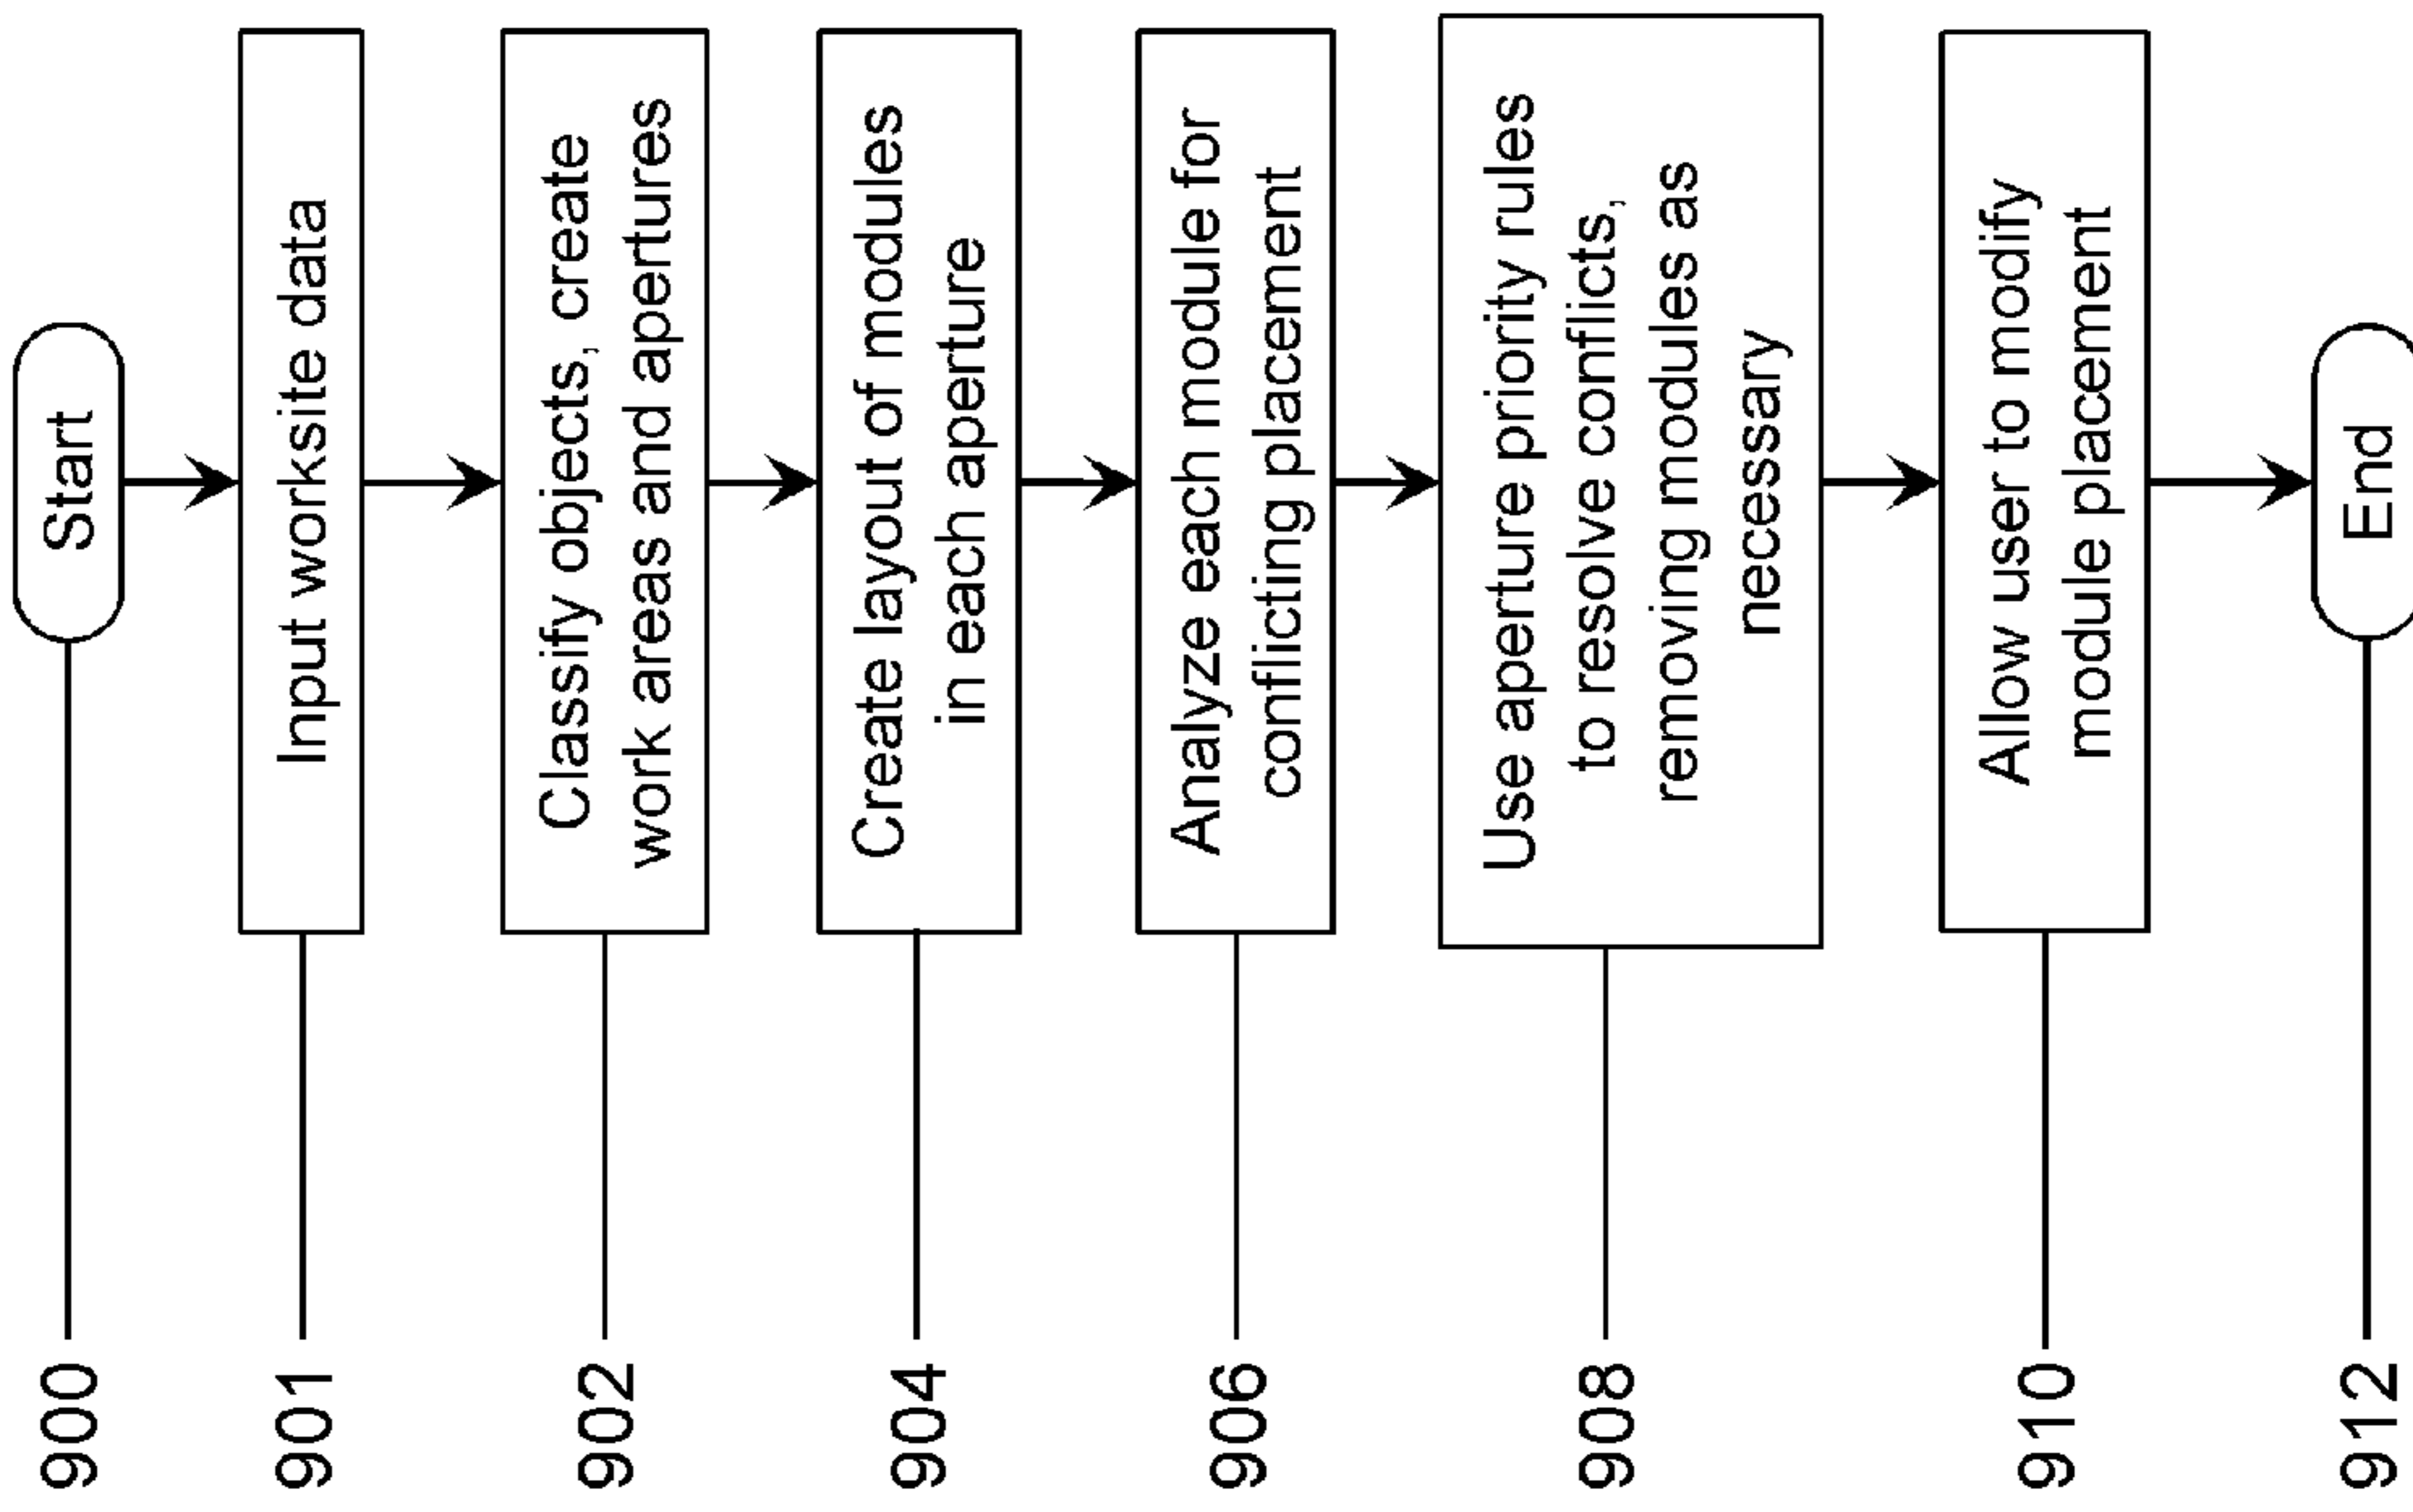 900
Start
901
Input worksite data
902
Classify objects, create
work areas and apertures
904
Create layout of modules
in each aperture
906
Analyze each module for
conflicting placement
908
Use aperture priority rules
to resolve conflicts,
removing modules as
necessary
910
Allow user to modify
module placement
912
End